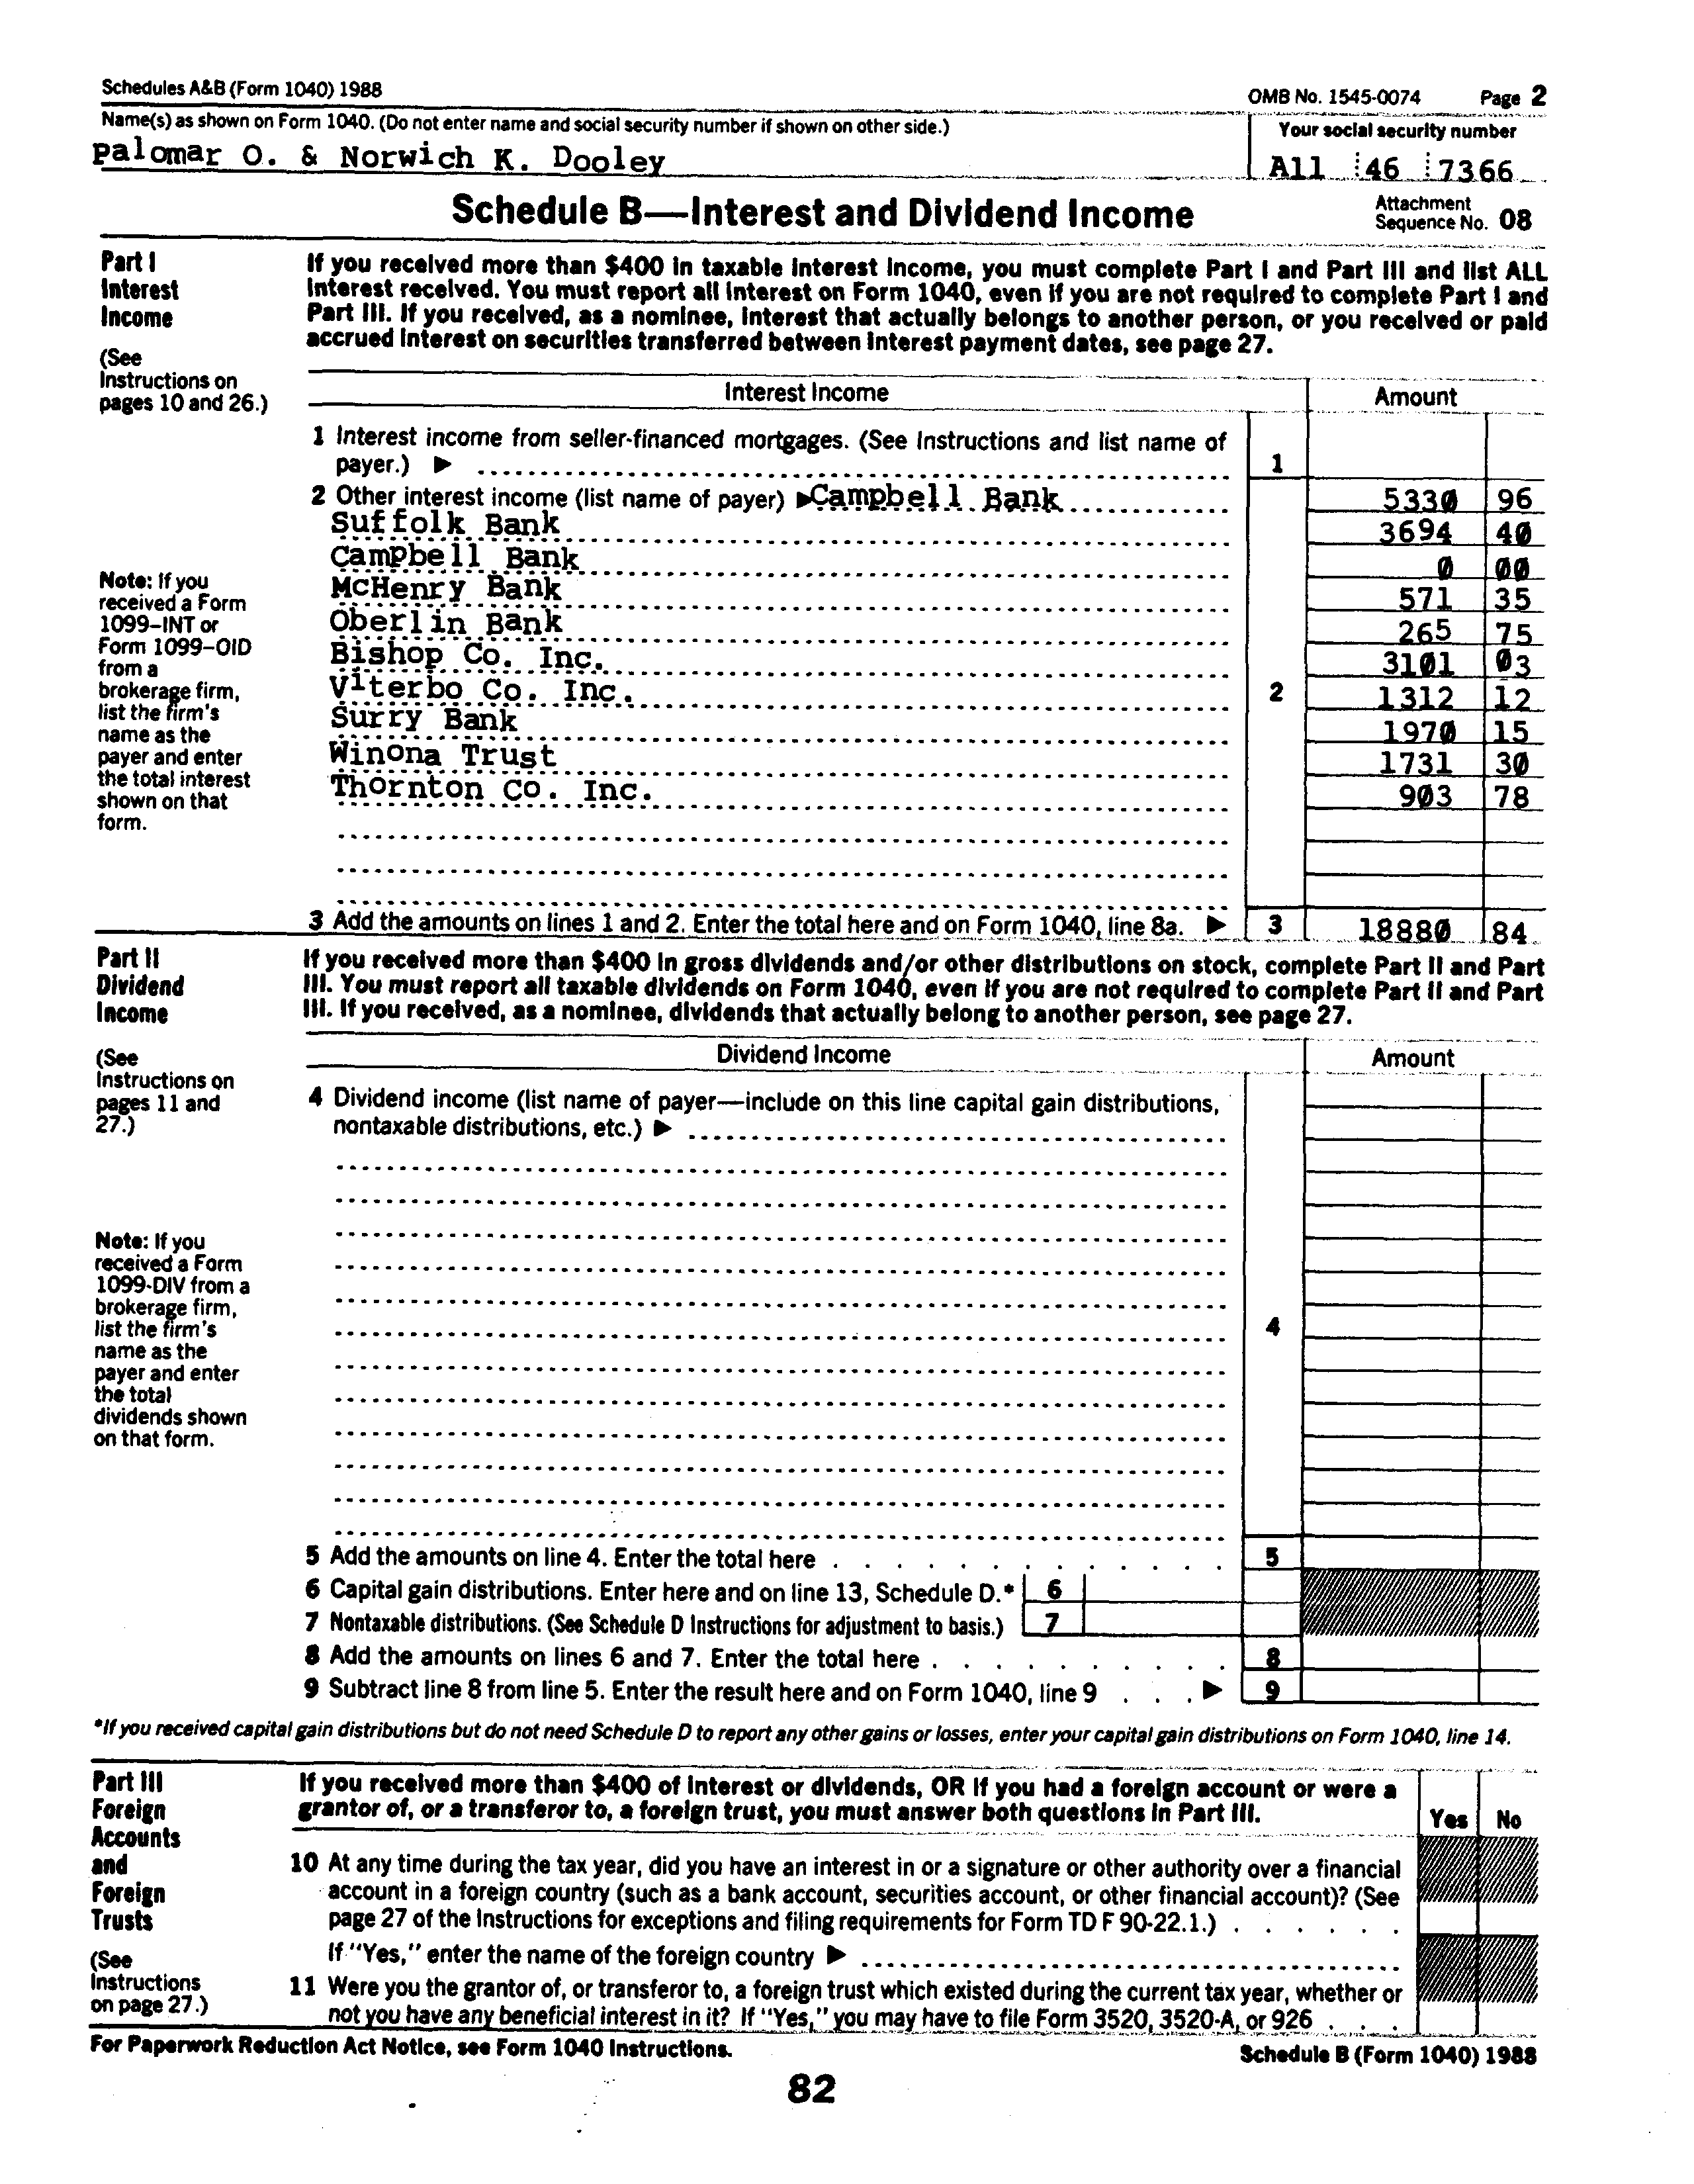 Schedules A&B (Form 1040) 1988
OMB No. 1545-0074 Page 2
Name(s) as shown on Form 1040. (Do not enter name and social security number if shown on other side.)
Your social security number
Palomar O. & Norwich K. Dooley
A11 46 7366
Schedule B—Interest and Dividend Income
Attachment
Sequence No. 08
Part I
Interest
Income
(See
Instructions on
pages 10 and 26.)
If you received more than $400 in taxable interest income, you must complete Part I and Part III and list ALL
interest received. You must report all interest on Form 1040, even if you are not required to complete Part I and
Part III. If you received, as a nominee, interest that actually belongs to another person, or you received or paid
accrued interest on securities transferred between interest payment dates, see page 27.
Interest Income Amount
1 Interest income from seller-financed mortgages. (See Instructions and list name of
payer.) ▶ 1
2 Other interest income (list name of payer) ▶ Campbell Bank 5330 96
Suffolk Bank 3694 40
Campbell Bank 0 00
McHenry Bank 571 35
Oberlin Bank 265 75
Bishop Co. Inc. 3101 03
Viterbo Co. Inc. 2 1312 12
Surry Bank 1970 15
Winona Trust 1731 30
Thornton Co. Inc. 903 78
Note: If you
received a Form
1099–INT or
Form 1099–OID
from a
brokerage firm,
list the firm's
name as the
payer and enter
the total interest
shown on that
form.
3 Add the amounts on lines 1 and 2. Enter the total here and on Form 1040, line 8a. ▶ 3 18880 84
Part II
Dividend
Income
(See
Instructions on
pages 11 and
27.)
If you received more than $400 in gross dividends and/or other distributions on stock, complete Part II and Part
III. You must report all taxable dividends on Form 1040, even if you are not required to complete Part II and Part
III. If you received, as a nominee, dividends that actually belong to another person, see page 27.
Dividend Income Amount
4 Dividend income (list name of payer—include on this line capital gain distributions,
nontaxable distributions, etc.) ▶
4
Note: If you
received a Form
1099-DIV from a
brokerage firm,
list the firm's
name as the
payer and enter
the total
dividends shown
on that form.
5 Add the amounts on line 4. Enter the total here 5
6 Capital gain distributions. Enter here and on line 13, Schedule D.* 6
7 Nontaxable distributions. (See Schedule D Instructions for adjustment to basis.) 7
8 Add the amounts on lines 6 and 7. Enter the total here 8
9 Subtract line 8 from line 5. Enter the result here and on Form 1040, line 9 ▶ 9
*If you received capital gain distributions but do not need Schedule D to report any other gains or losses, enter your capital gain distributions on Form 1040, line 14.
Part III
Foreign
Accounts
and
Foreign
Trusts
(See
Instructions
on page 27.)
If you received more than $400 of interest or dividends, OR if you had a foreign account or were a
grantor of, or a transferor to, a foreign trust, you must answer both questions in Part III.
Yes No
10 At any time during the tax year, did you have an interest in or a signature or other authority over a financial
account in a foreign country (such as a bank account, securities account, or other financial account)? (See
page 27 of the Instructions for exceptions and filing requirements for Form TD F 90-22.1.)
If "Yes," enter the name of the foreign country ▶
11 Were you the grantor of, or transferor to, a foreign trust which existed during the current tax year, whether or
not you have any beneficial interest in it? If "Yes," you may have to file Form 3520, 3520-A, or 926
For Paperwork Reduction Act Notice, see Form 1040 Instructions.
Schedule B (Form 1040) 1988
82